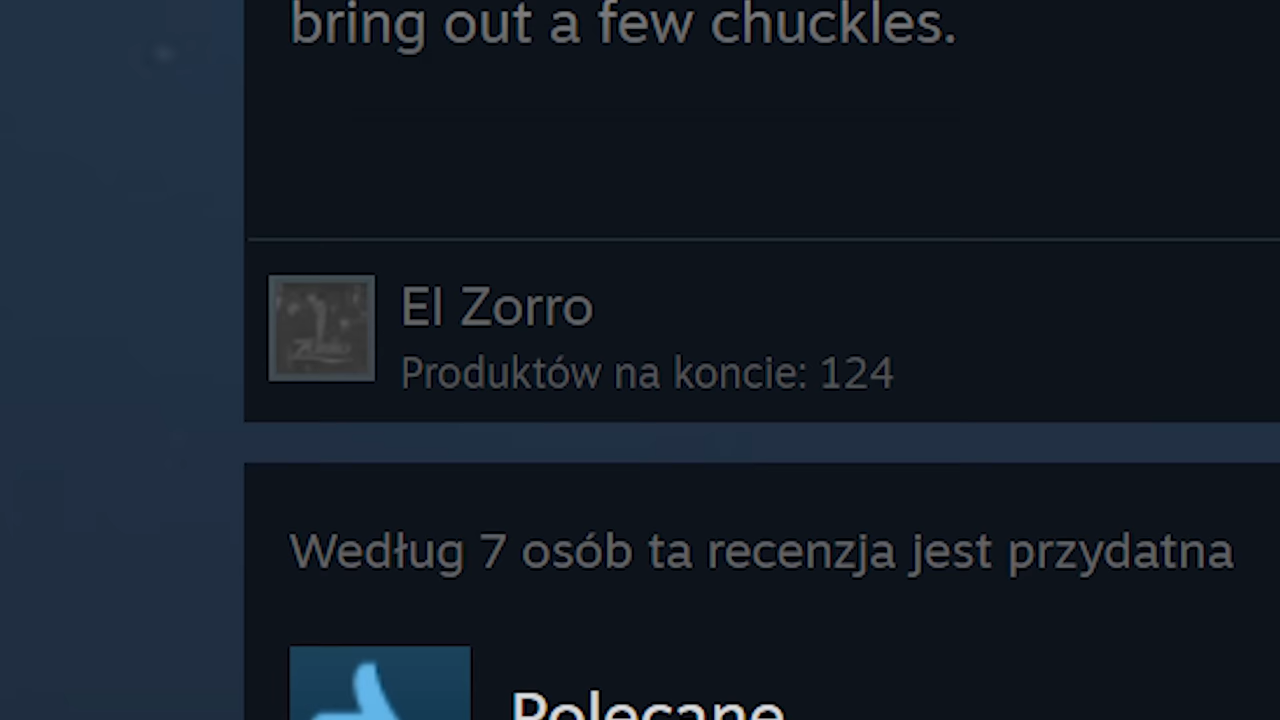 bring out a few chuckles.
El Zorro
Produktów na koncie: 124
Według 7 osób ta recenzja jest przydatna
Polecane